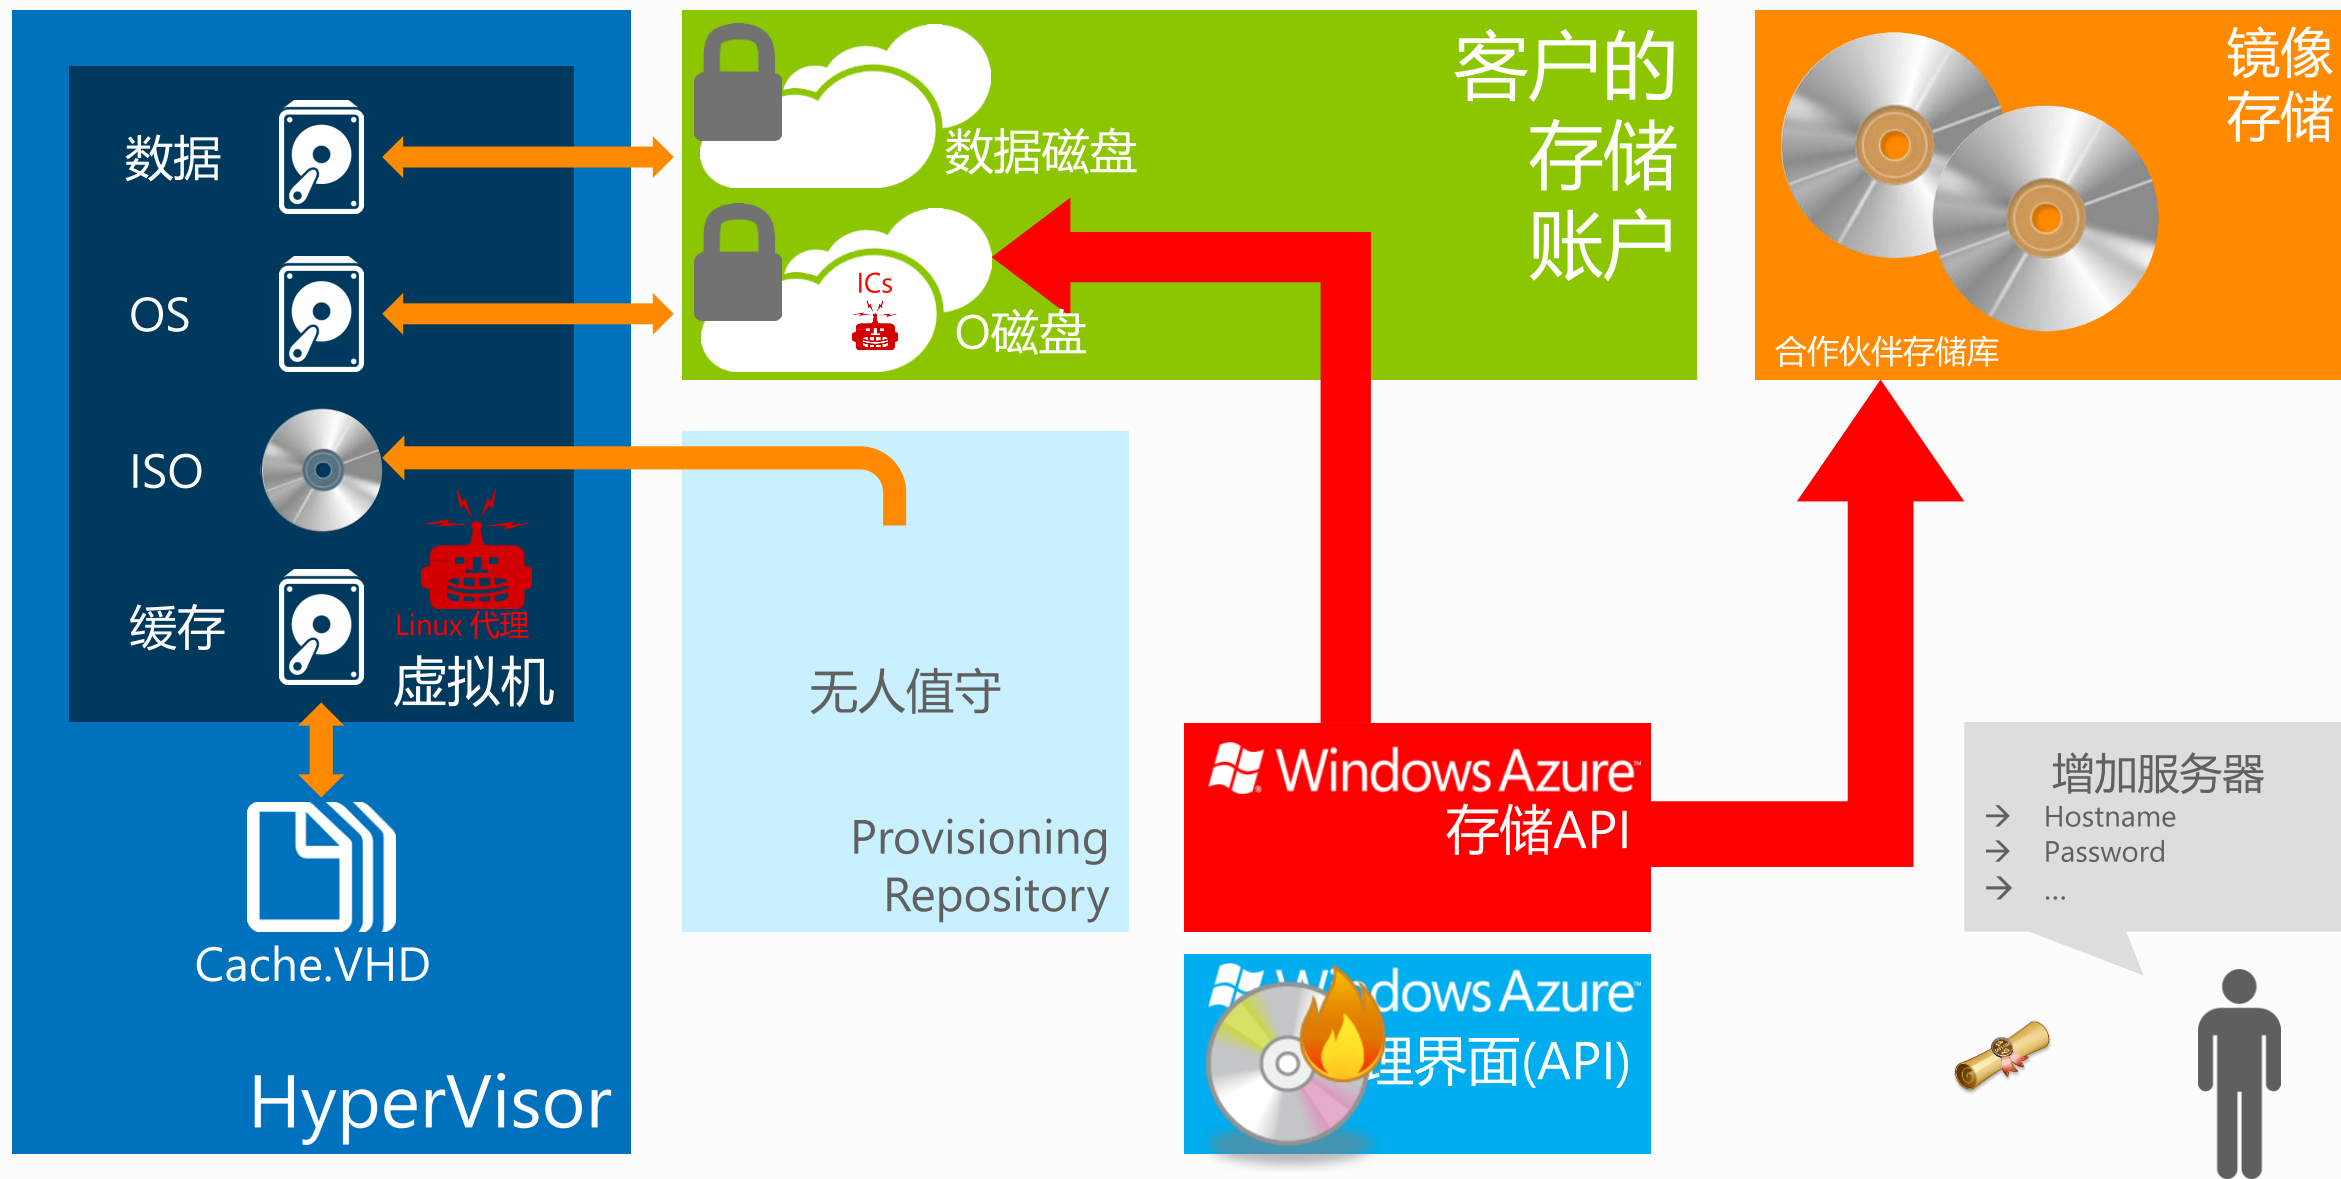 数据
OS
ISO
缓存
Linux 代理
虚拟机
Cache.VHD
HyperVisor
客户的
存储
账户
数据磁盘
ICs
O磁盘
镜像
存储
合作伙伴存储库
无人值守
Provisioning
Repository
Windows Azure™
存储API
dows Azure™
理界面(API)
增加服务器
→ Hostname
→ Password
→ ...